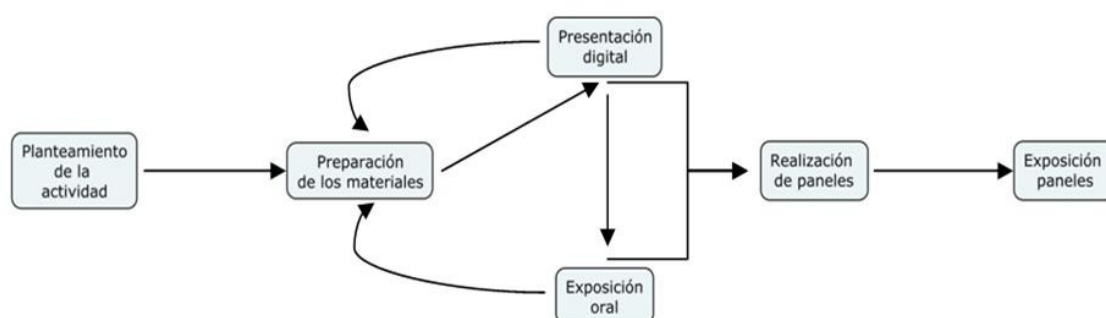 Planteamiento
de la
actividad
Preparación
de los materiales
Presentación
digital
Exposición
oral
Realización
de paneles
Exposición
paneles